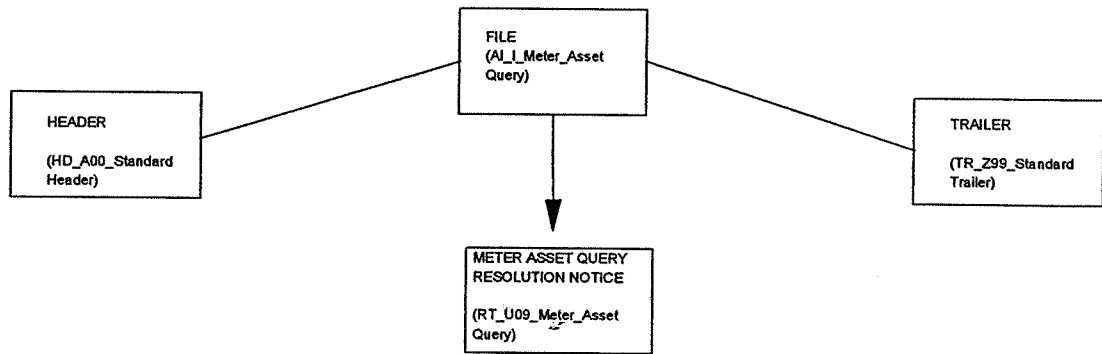 FILE
(AI_I_Meter_Asset
Query)
HEADER
(HD_A00_Standard
Header)
TRAILER
(TR_Z99_Standard
Trailer)
METER ASSET QUERY
RESOLUTION NOTICE
(RT_U09_Meter_Asset
Query)